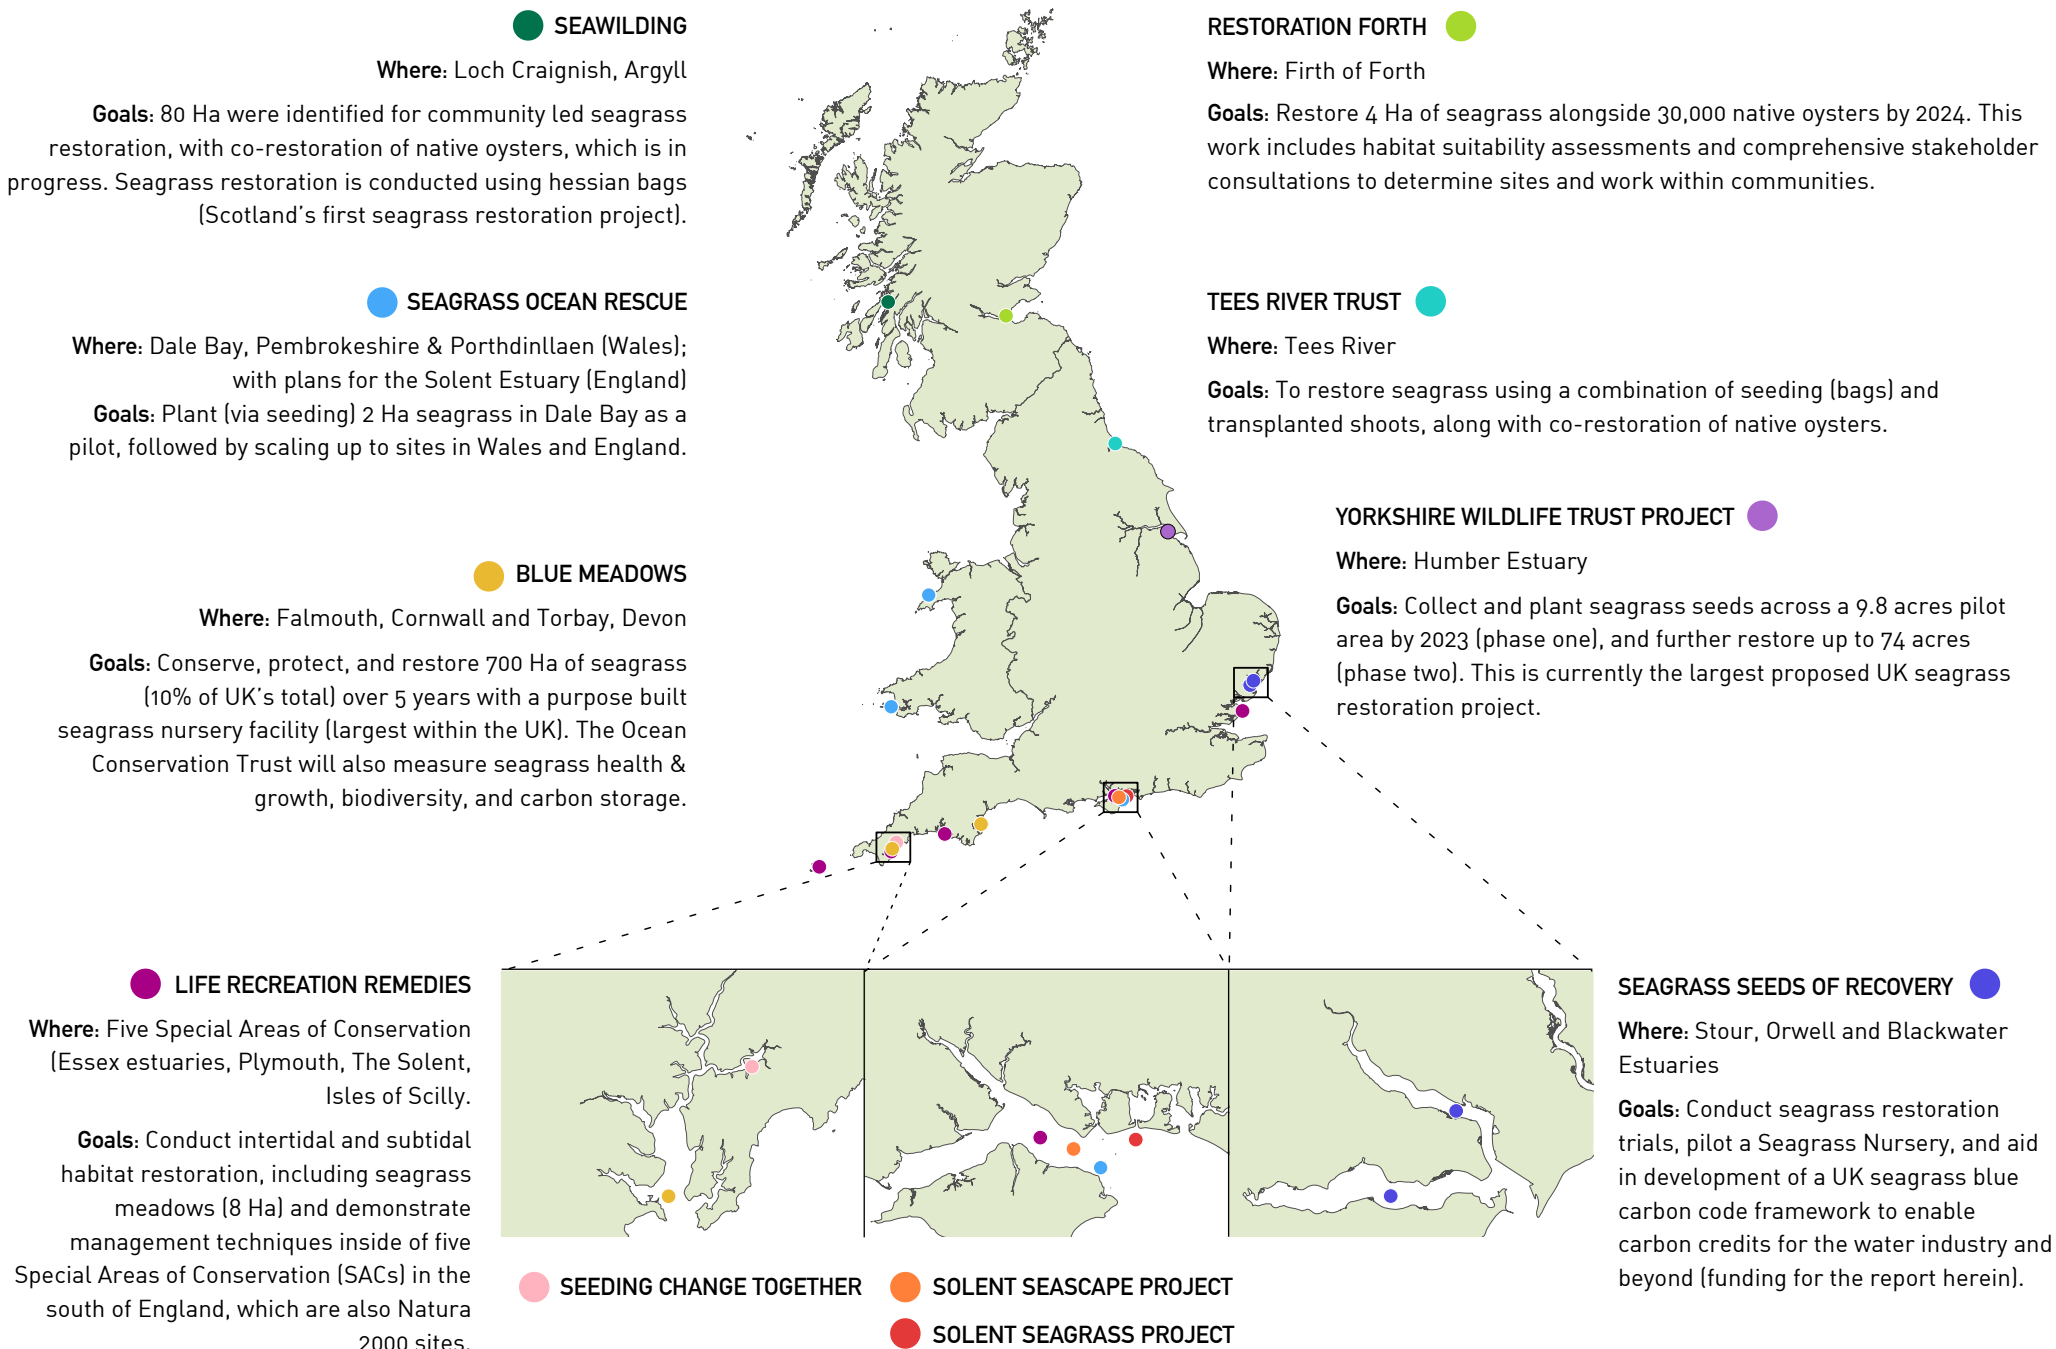 SEAWILDING
Where: Loch Craignish, Argyll
Goals: 80 Ha were identified for community led seagrass
restoration, with co-restoration of native oysters, which is in
progress. Seagrass restoration is conducted using hessian bags
(Scotland's first seagrass restoration project).
SEAGRASS OCEAN RESCUE
Where: Dale Bay, Pembrokeshire & Porthdinllaen (Wales);
with plans for the Solent Estuary (England)
Goals: Plant (via seeding) 2 Ha seagrass in Dale Bay as a
pilot, followed by scaling up to sites in Wales and England.
BLUE MEADOWS
Where: Falmouth, Cornwall and Torbay, Devon
Goals: Conserve, protect, and restore 700 Ha of seagrass
(10% of UK's total) over 5 years with a purpose built
seagrass nursery facility (largest within the UK). The Ocean
Conservation Trust will also measure seagrass health &
growth, biodiversity, and carbon storage.
RESTORATION FORTH
Where: Firth of Forth
Goals: Restore 4 Ha of seagrass alongside 30,000 native oysters by 2024. This
work includes habitat suitability assessments and comprehensive stakeholder
consultations to determine sites and work within communities.
TEES RIVER TRUST
Where: Tees River
Goals: To restore seagrass using a combination of seeding (bags) and
transplanted shoots, along with co-restoration of native oysters.
YORKSHIRE WILDLIFE TRUST PROJECT
Where: Humber Estuary
Goals: Collect and plant seagrass seeds across a 9.8 acres pilot
area by 2023 (phase one), and further restore up to 74 acres
(phase two). This is currently the largest proposed UK seagrass
restoration project.
LIFE RECREATION REMEDIES
Where: Five Special Areas of Conservation
(Essex estuaries, Plymouth, The Solent,
Isles of Scilly.
Goals: Conduct intertidal and subtidal
habitat restoration, including seagrass
meadows (8 Ha) and demonstrate
management techniques inside of five
Special Areas of Conservation (SACs) in the
south of England, which are also Natura
2000 sites.
SEEDING CHANGE TOGETHER
SOLENT SEASCAPE PROJECT
SOLENT SEAGRASS PROJECT
SEAGRASS SEEDS OF RECOVERY
Where: Stour, Orwell and Blackwater
Estuaries
Goals: Conduct seagrass restoration
trials, pilot a Seagrass Nursery, and aid
in development of a UK seagrass blue
carbon code framework to enable
carbon credits for the water industry and
beyond (funding for the report herein).